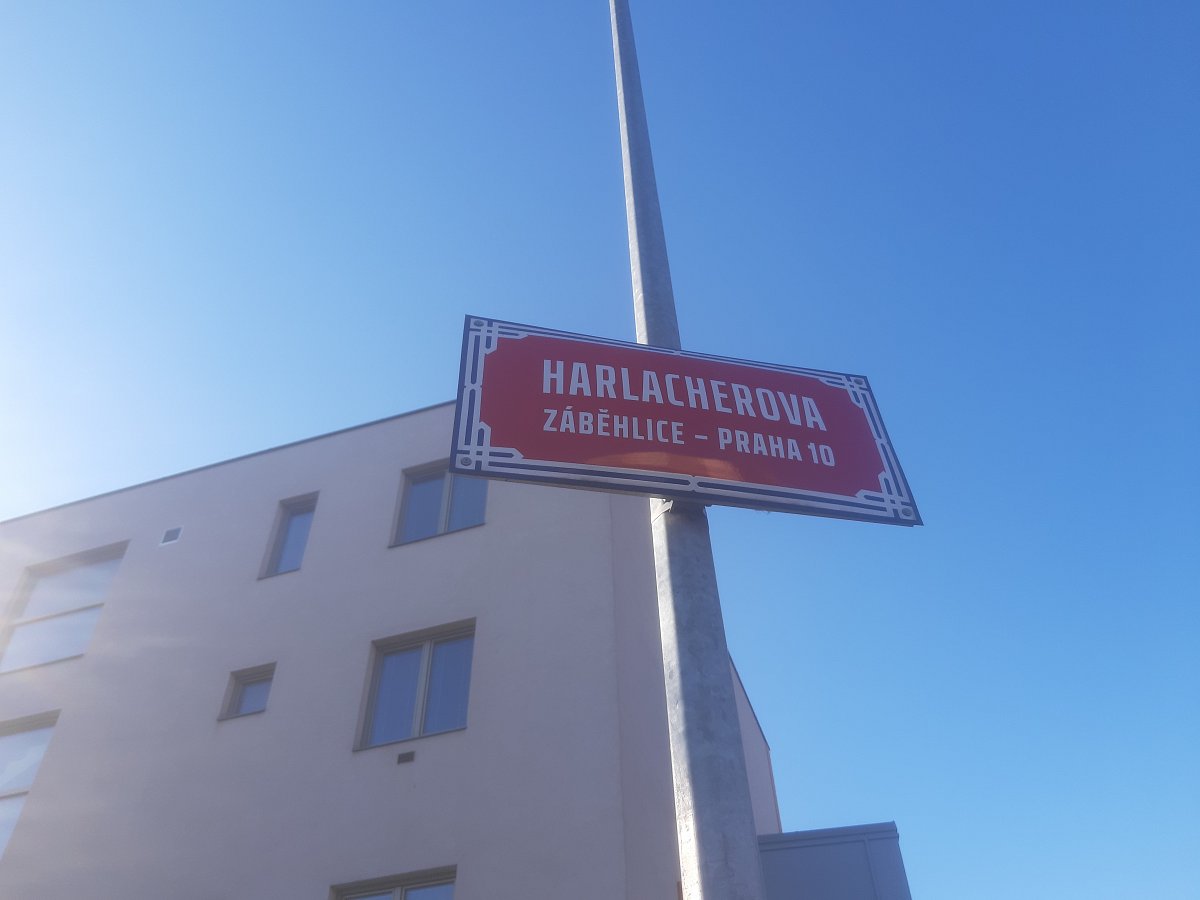 HARLACHEROVA
ZÁBĚHLICE – PRAHA 10